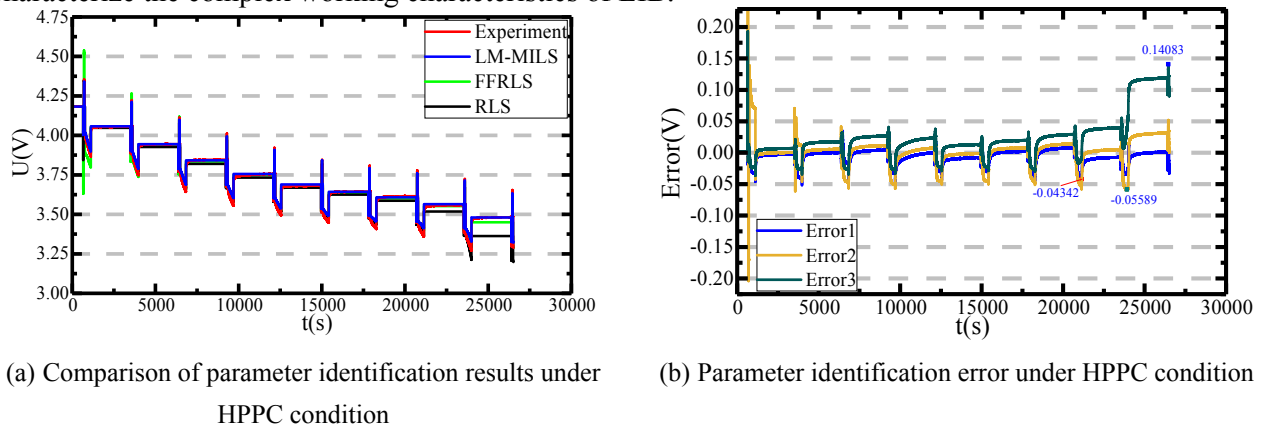 characterize the complex working characteristics of LIB.
4.75
4.50
4.25
4.00
3.75
3.50
3.25
3.00
U(V)
Experiment
LM-MILS
FFRLS
RLS
0
5000
10000
15000
20000
25000
30000
t(s)
0.20
0.15
0.10
0.05
0.00
-0.05
-0.10
-0.15
-0.20
Error(V)
0.14083
-0.04342
-0.05589
Error1
Error2
Error3
0
5000
10000
15000
20000
25000
30000
t(s)
(a) Comparison of parameter identification results under
HPPC condition
(b) Parameter identification error under HPPC condition